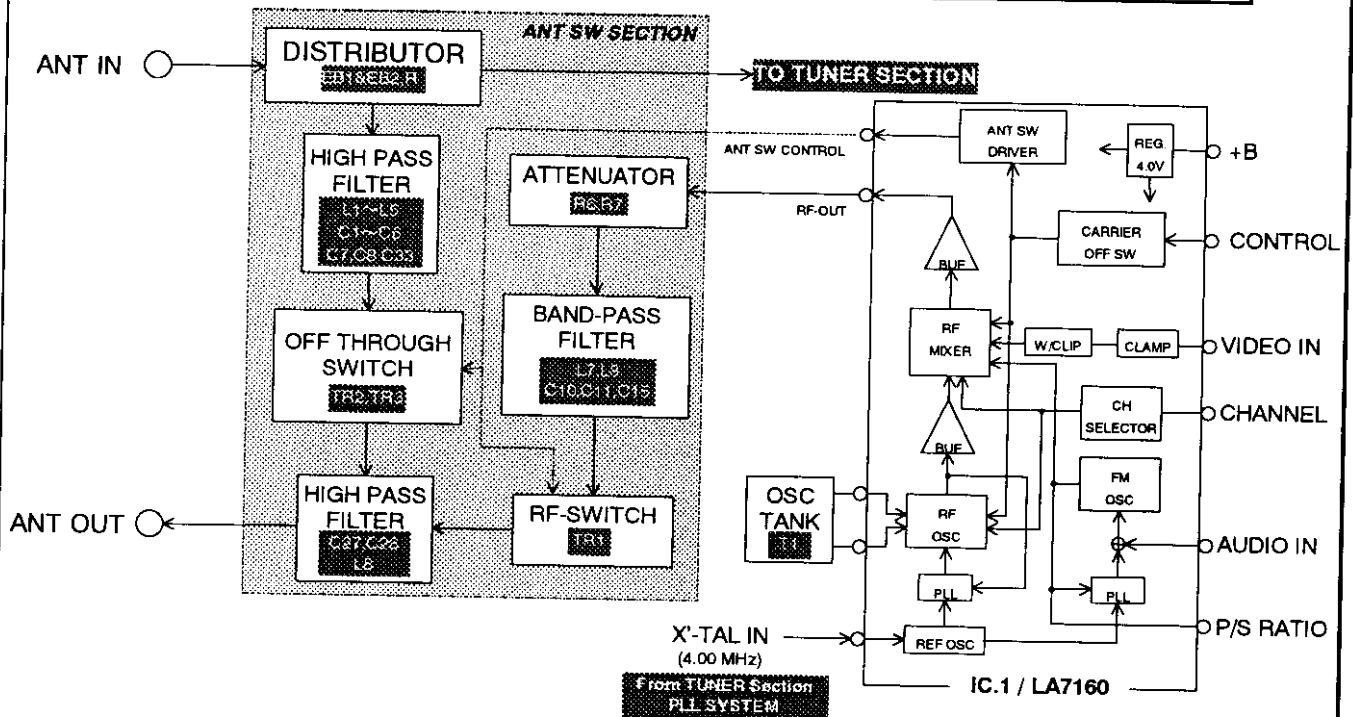 ANT SW SECTION
ANT IN
DISTRIBUTOR
TO TUNER SECTION
HIGH PASS
FILTER
L1~L5
C1~C6
C7,C8,C33
OFF THROUGH
SWITCH
TR2,TR3
HIGH PASS
FILTER
L8
ANT OUT
ATTENUATOR
R6,R7
BAND-PASS
FILTER
C10,C11,C15
RF-SWITCH
TR1
ANT SW CONTROL
RF-OUT
ANT SW
DRIVER
REG.
4.0V
+B
CARRIER
OFF SW
CONTROL
BUF
RF
MIXER
W/CLIP
CLAMP
VIDEO IN
CH
SELECTOR
CHANNEL
BUF
FM
OSC
OSC
TANK
T1
RF
OSC
AUDIO IN
PLL
PLL
P/S RATIO
X'-TAL IN
(4.00 MHz)
REF OSC
From TUNER Section
PLL SYSTEM
IC.1 / LA7160